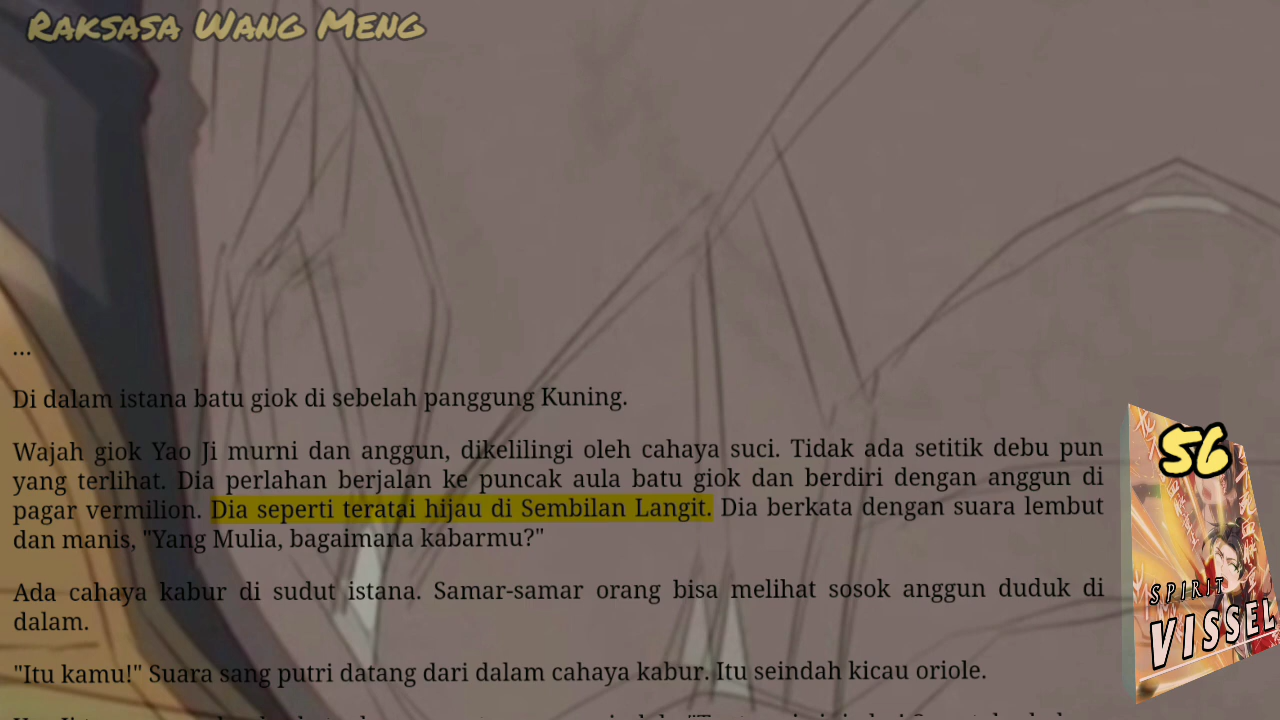 Raksasa Wang Meng
...
Di dalam istana batu giok di sebelah panggung Kuning.
Wajah giok Yao Ji murni dan anggun, dikelilingi oleh cahaya suci. Tidak ada setitik debu pun
yang terlihat. Dia perlahan berjalan ke puncak aula batu giok dan berdiri dengan anggun di
pagar vermilion. Dia seperti teratai hijau di Sembilan Langit. Dia berkata dengan suara lembut
dan manis, "Yang Mulia, bagaimana kabarmu?"
Ada cahaya kabur di sudut istana. Samar-samar orang bisa melihat sosok anggun duduk di
dalam.
"Itu kamu!" Suara sang putri datang dari dalam cahaya kabur. Itu seindah kicau oriole.
56
SPIRIT
VISSEL